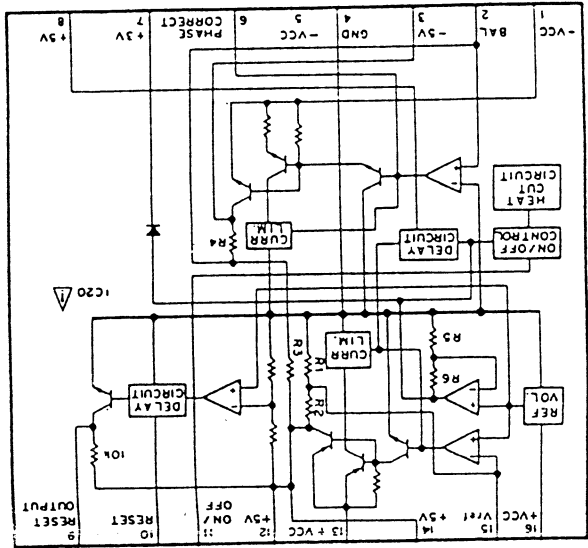 16 +VCC
15 Vref
14 +5V
13 +VCC
12 +5V
11 ON/
OFF
10 RESET
9 RESET
OUTPUT
10k
REF
VOL.
R6
R5
CURR
LIM.
R2
R1
R3
DELAY
CIRCUIT
IC20
!
ON/OFF
CONTROL
HEAT
CUT
CIRCUIT
DELAY
CIRCUIT
CURR
LIM.
R4
-VCC
1
BAL
2
-5V
3
GND
4
-VCC
5
PHASE
CORRECT
6
+3V
7
+5V
8